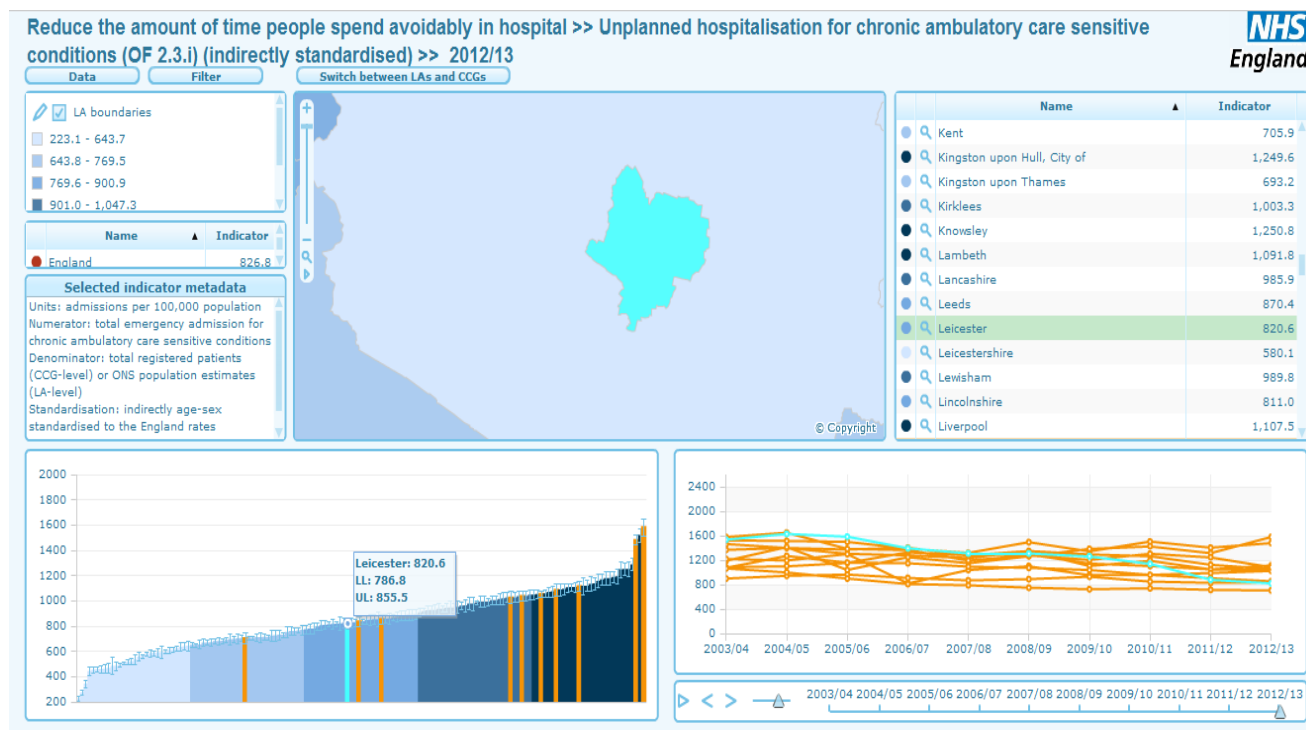 Reduce the amount of time people spend avoidably in hospital >> Unplanned hospitalisation for chronic ambulatory care sensitive
conditions (OF 2.3.i) (indirectly standardised) >> 2012/13
NHS
England
Data
Filter
Switch between LAs and CCGs
LA boundaries
223.1 - 643.7
643.8 - 769.5
769.6 - 900.9
901.0 - 1,047.3
Name ▲ Indicator
England 826.8
Selected indicator metadata
Units: admissions per 100,000 population
Numerator: total emergency admission for
chronic ambulatory care sensitive conditions
Denominator: total registered patients
(CCG-level) or ONS population estimates
(LA-level)
Standardisation: indirectly age-sex
standardised to the England rates
+
−
© Copyright
Name ▲ Indicator
Kent 705.9
Kingston upon Hull, City of 1,249.6
Kingston upon Thames 693.2
Kirklees 1,003.3
Knowsley 1,250.8
Lambeth 1,091.8
Lancashire 985.9
Leeds 870.4
Leicester 820.6
Leicestershire 580.1
Lewisham 989.8
Lincolnshire 811.0
Liverpool 1,107.5
2000
1800
1600
1400
1200
1000
800
600
400
200
Leicester: 820.6
LL: 786.8
UL: 855.5
2400
2000
1600
1200
800
400
0
2003/04 2004/05 2005/06 2006/07 2007/08 2008/09 2009/10 2010/11 2011/12 2012/13
2003/04 2004/05 2005/06 2006/07 2007/08 2008/09 2009/10 2010/11 2011/12 2012/13